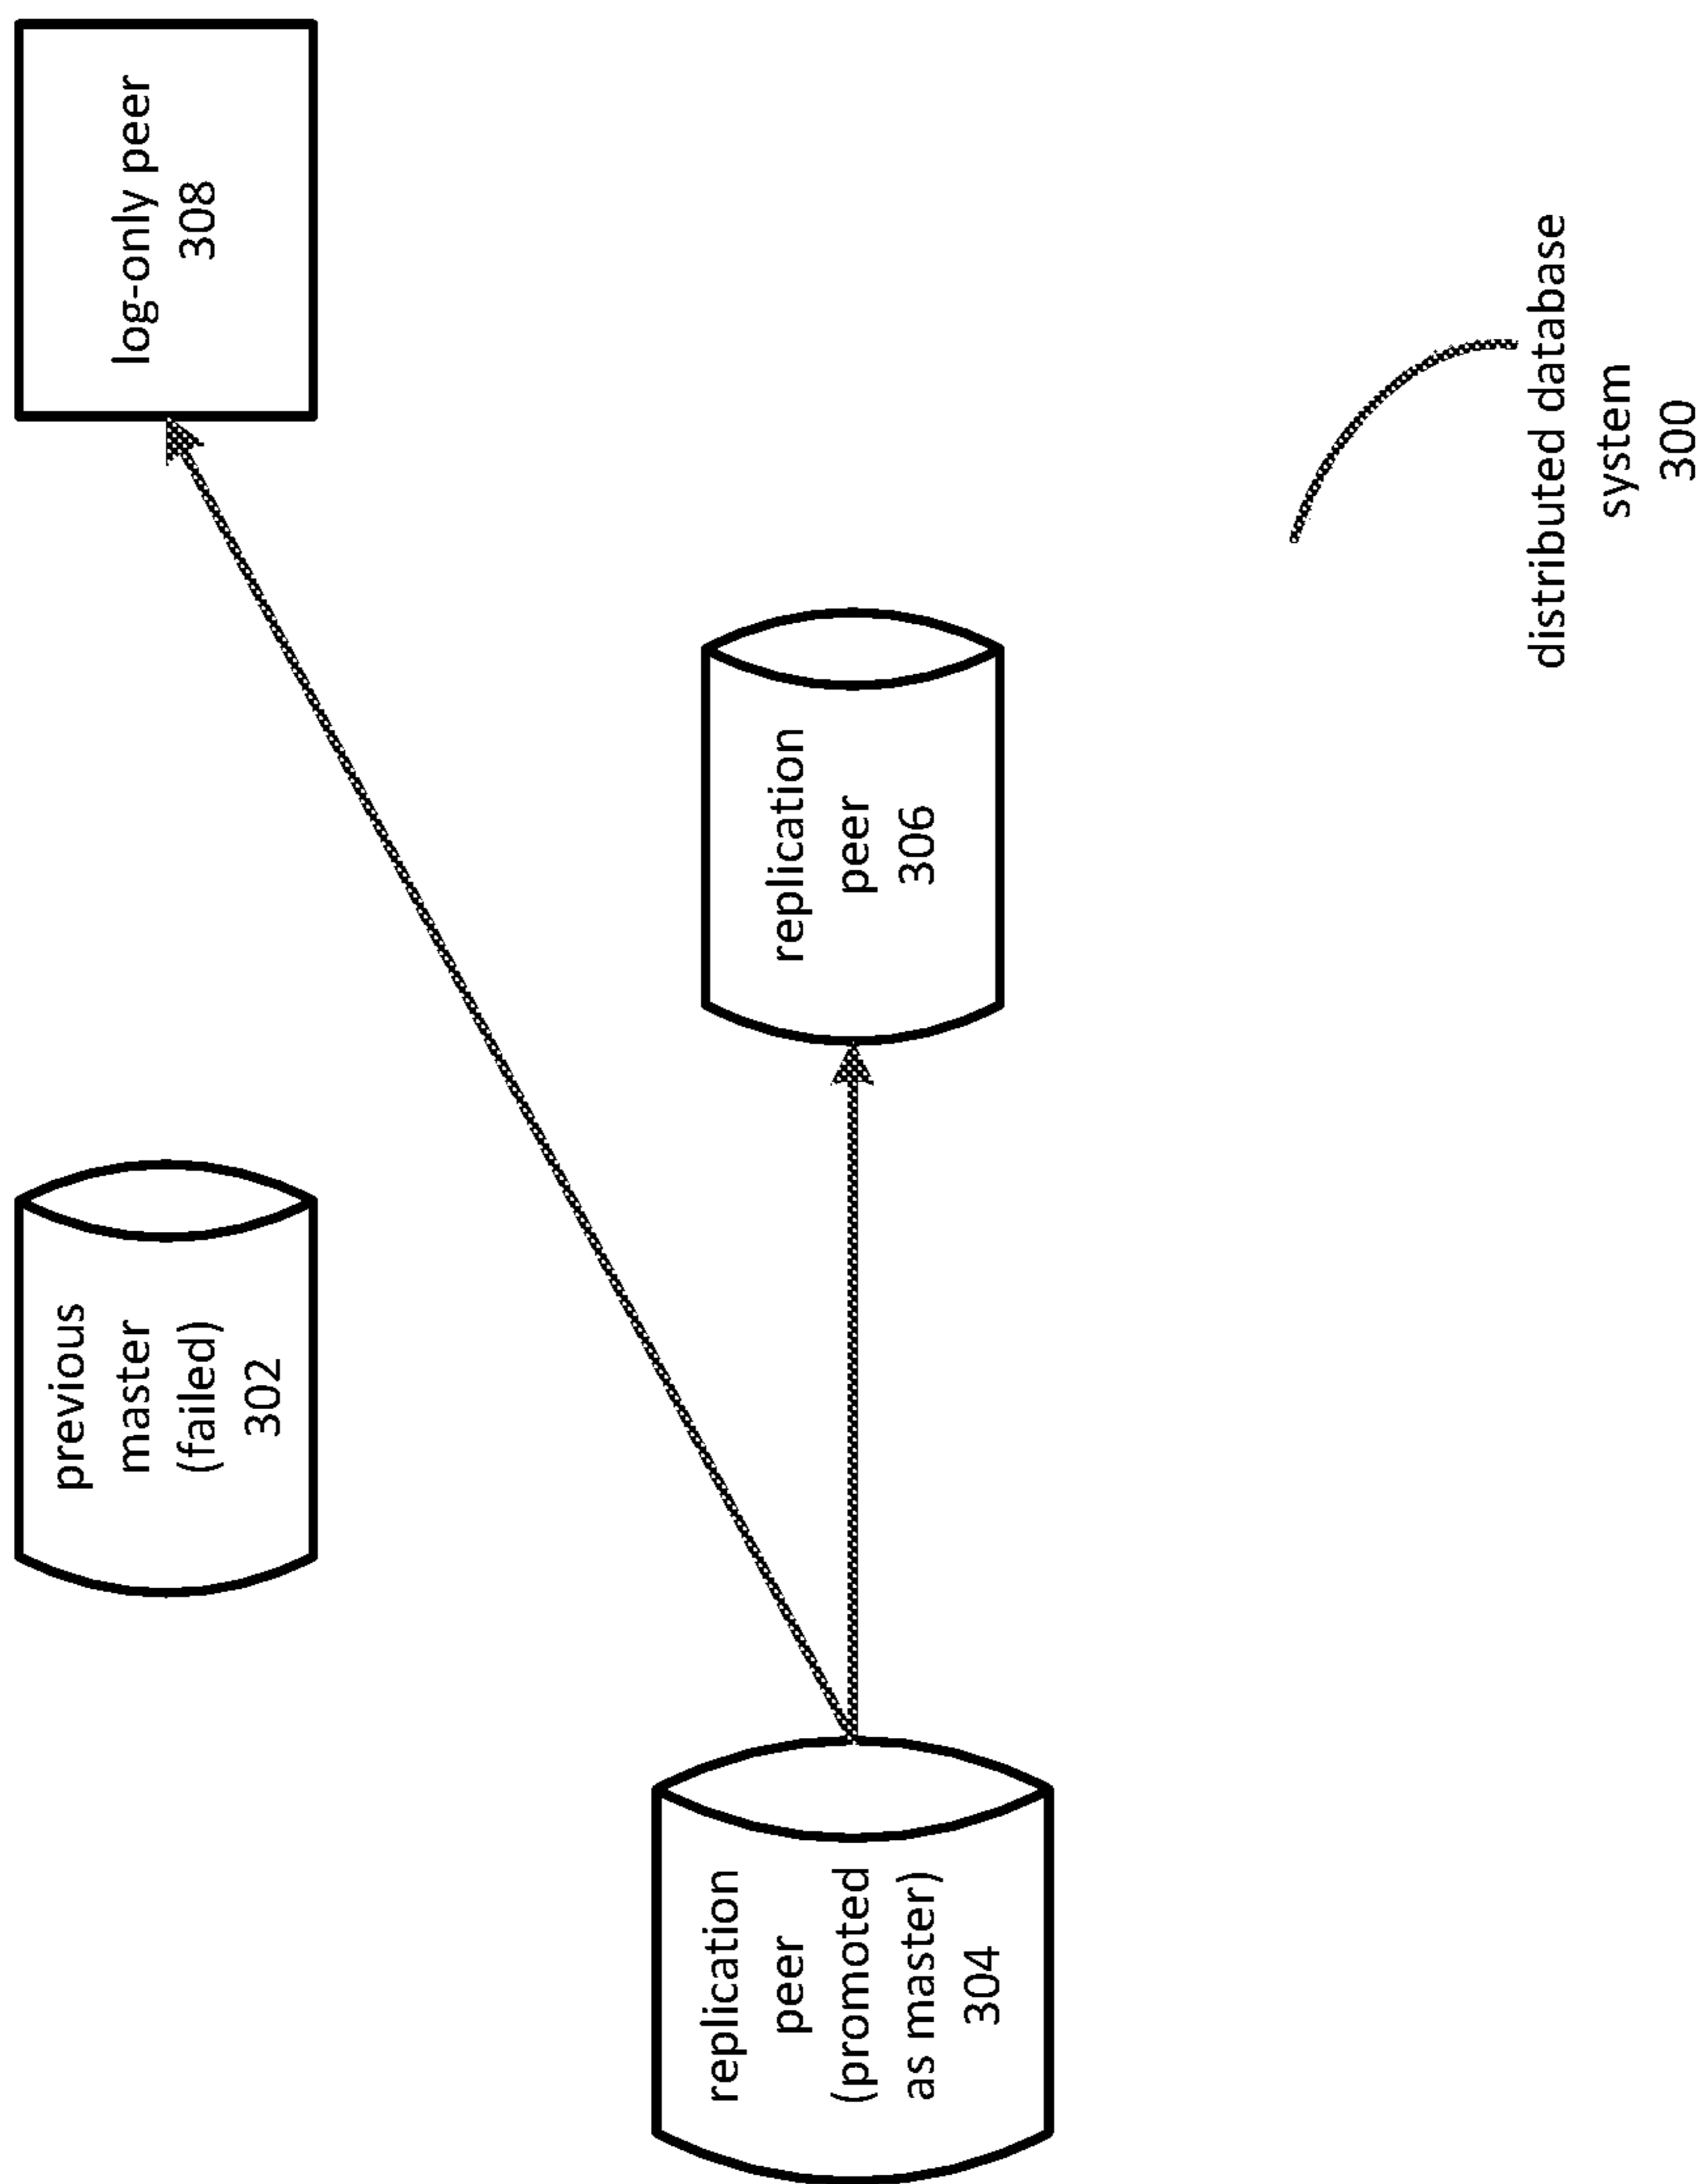 previous
master
(failed)
302
log-only peer
308
replication
peer
(promoted
as master)
304
replication
peer
306
distributed database
system
300